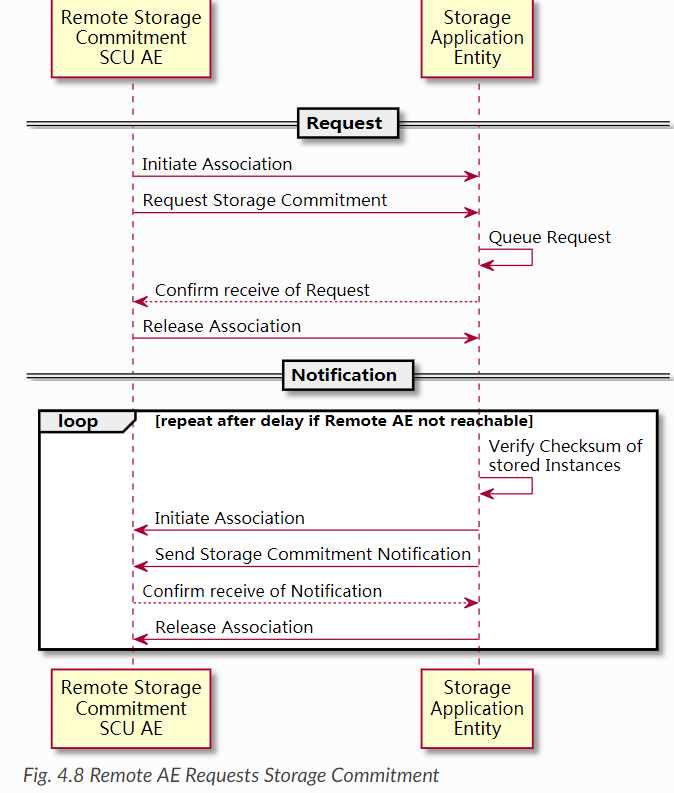 Remote Storage
Commitment
SCU AE
Storage
Application
Entity
Request
Initiate Association
Request Storage Commitment
Queue Request
Confirm receive of Request
Release Association
Notification
loop
[repeat after delay if Remote AE not reachable]
Verify Checksum of
stored Instances
Initiate Association
Send Storage Commitment Notification
Confirm receive of Notification
Release Association
Remote Storage
Commitment
SCU AE
Storage
Application
Entity
Fig. 4.8 Remote AE Requests Storage Commitment